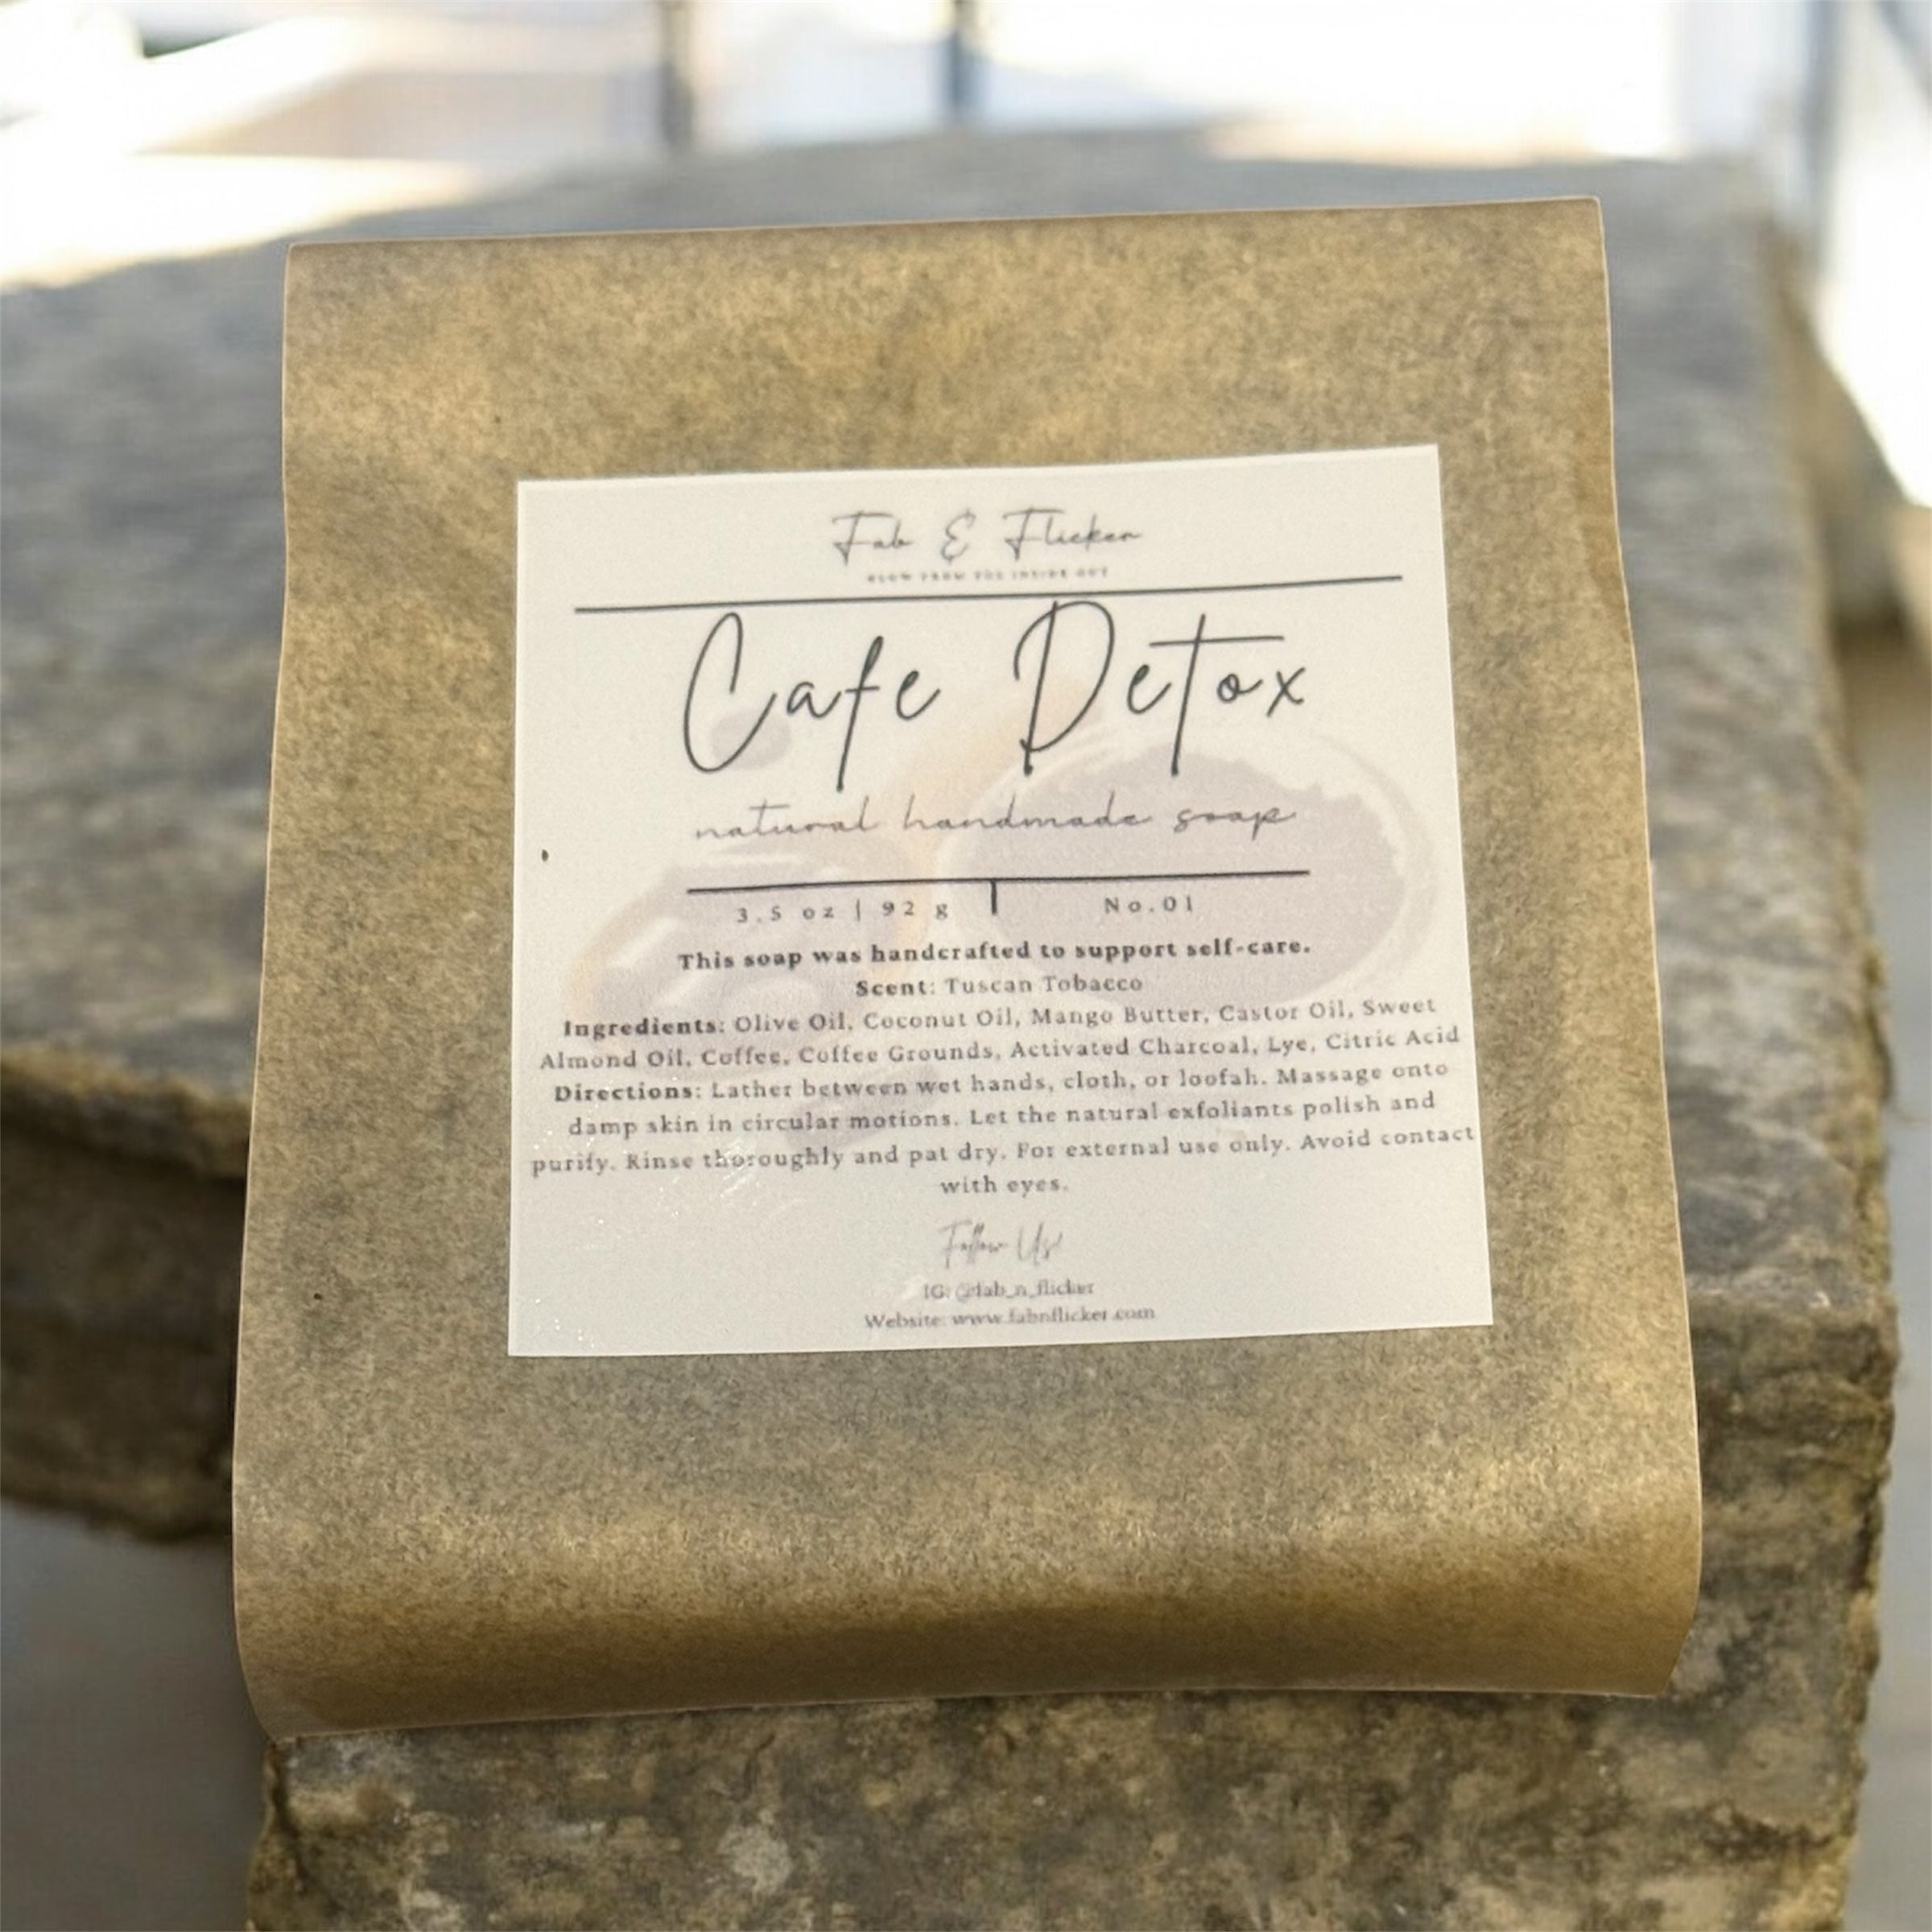 Fab & Flicker
GLOW FROM THE INSIDE OUT
Cafe Detox
natural handmade soap
3.5 oz | 92 g No.01
This soap was handcrafted to support self-care.
Scent: Tuscan Tobacco
Ingredients: Olive Oil, Coconut Oil, Mango Butter, Castor Oil, Sweet
Almond Oil, Coffee, Coffee Grounds, Activated Charcoal, Lye, Citric Acid
Directions: Lather between wet hands, cloth, or loofah. Massage onto
damp skin in circular motions. Let the natural exfoliants polish and
purify. Rinse thoroughly and pat dry. For external use only. Avoid contact
with eyes.
Follow Us!
IG: @fab_n_flicker
Website: www.fabnflicker.com